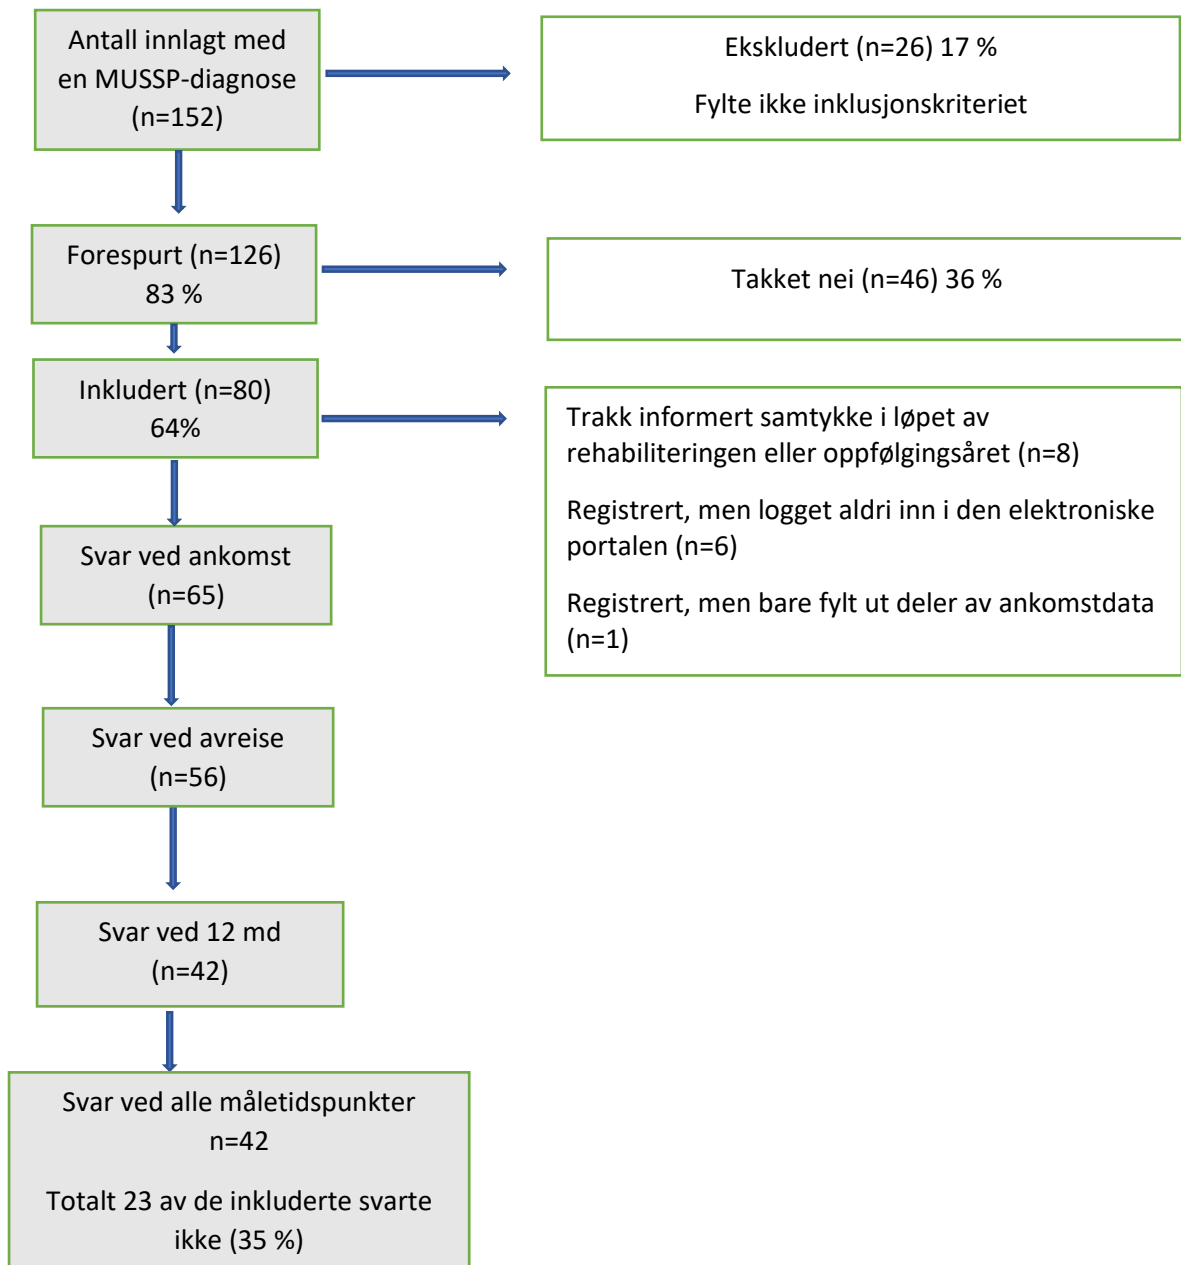 Antall innlagt med
en MUSSP-diagnose
(n=152)
Ekskludert (n=26) 17 %
Fylte ikke inklusjonskriteriet
Forespurt (n=126)
83 %
Takket nei (n=46) 36 %
Inkludert (n=80)
64%
Trakk informert samtykke i løpet av
rehabiliteringen eller oppfølgingsåret (n=8)
Registrert, men logget aldri inn i den elektroniske
portalen (n=6)
Registrert, men bare fylt ut deler av ankomstdata
(n=1)
Svar ved ankomst
(n=65)
Svar ved avreise
(n=56)
Svar ved 12 md
(n=42)
Svar ved alle måletidspunkter
n=42
Totalt 23 av de inkluderte svarte
ikke (35 %)